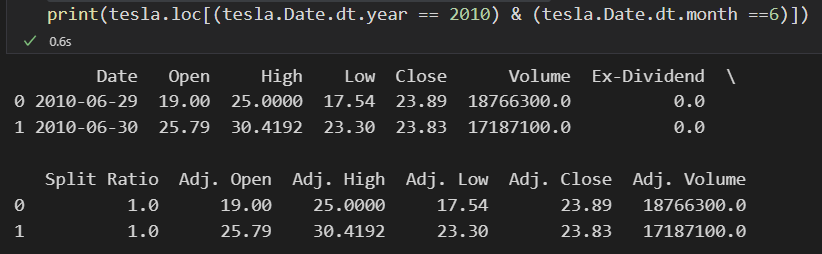 print(tesla.loc[(tesla.Date.dt.year == 2010) & (tesla.Date.dt.month ==6)])
✓ 0.6s
Date Open High Low Close Volume Ex-Dividend \
0 2010-06-29 19.00 25.0000 17.54 23.89 18766300.0 0.0
1 2010-06-30 25.79 30.4192 23.30 23.83 17187100.0 0.0
Split Ratio Adj. Open Adj. High Adj. Low Adj. Close Adj. Volume
0 1.0 19.00 25.0000 17.54 23.89 18766300.0
1 1.0 25.79 30.4192 23.30 23.83 17187100.0